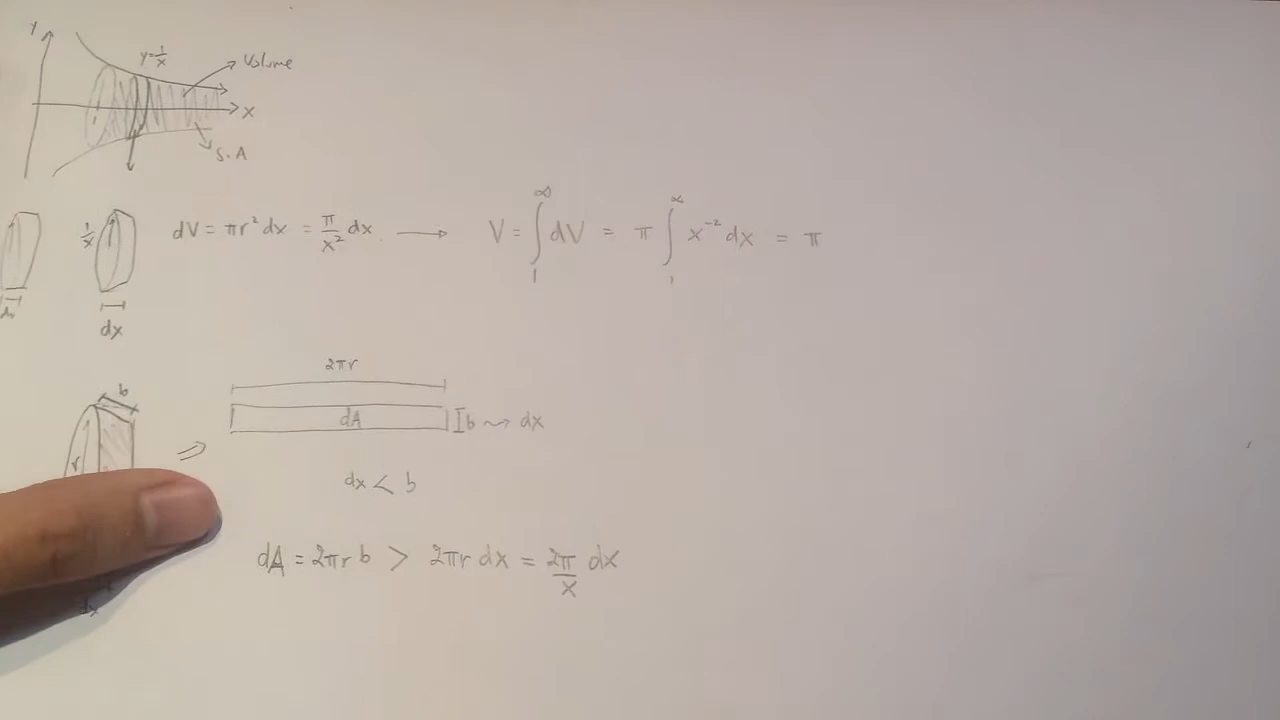 y
y=1/x
Volume
x
S.A
1/x
dV = πr² dx = π/x² dx → V = ∫₁^∞ dV = π ∫₁^∞ x⁻² dx = π
dx
2πr
b
dA
b ⇝ dx
r
⇒
dx < b
dA = 2πr b > 2πr dx = 2π/x dx
dx